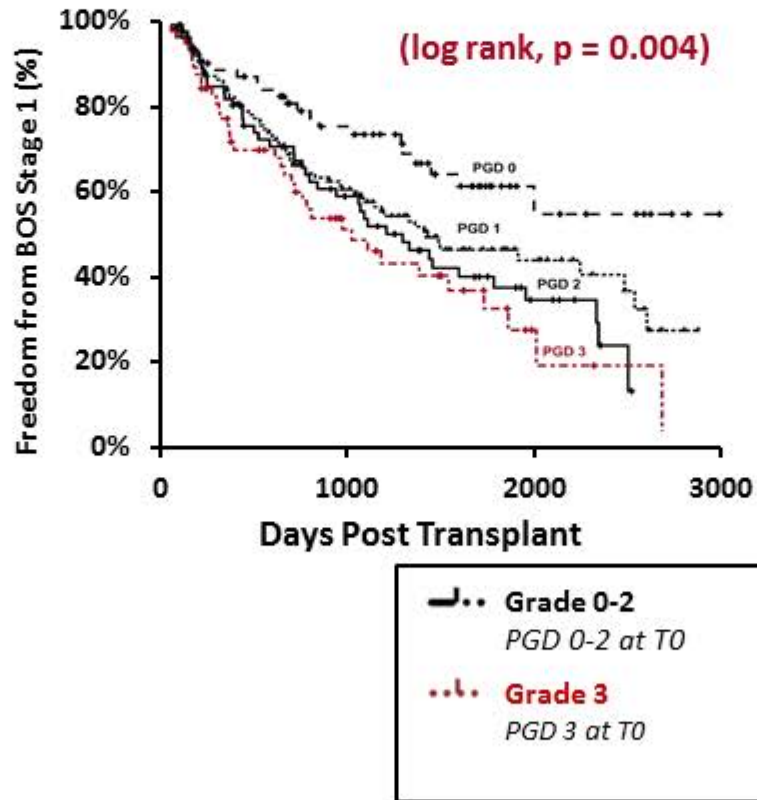 100%
80%
60%
40%
20%
0%
Freedom from BOS Stage 1 (%)
(log rank, p = 0.004)
PGD 0
PGD 1
PGD 2
PGD 3
0
1000
2000
3000
Days Post Transplant
Grade 0-2
PGD 0-2 at T0
Grade 3
PGD 3 at T0